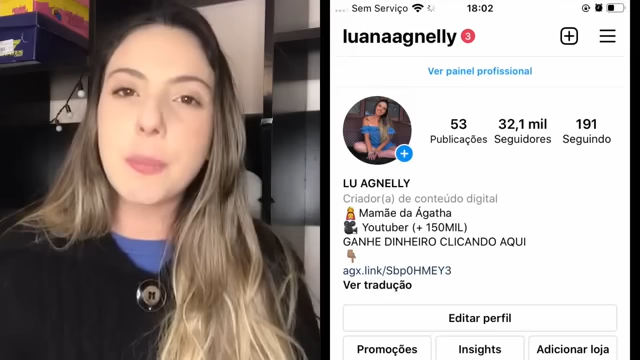 Sem Serviço
18:02
luanaagnelly 3
Ver painel profissional
53 32,1 mil 191
Publicações Seguidores Seguindo
LU AGNELLY
Criador(a) de conteúdo digital
Mamãe da Ágatha
Youtuber (+ 150MIL)
GANHE DINHEIRO CLICANDO AQUI
agx.link/Sbp0HMEY3
Ver tradução
Editar perfil
Promoções Insights Adicionar loja